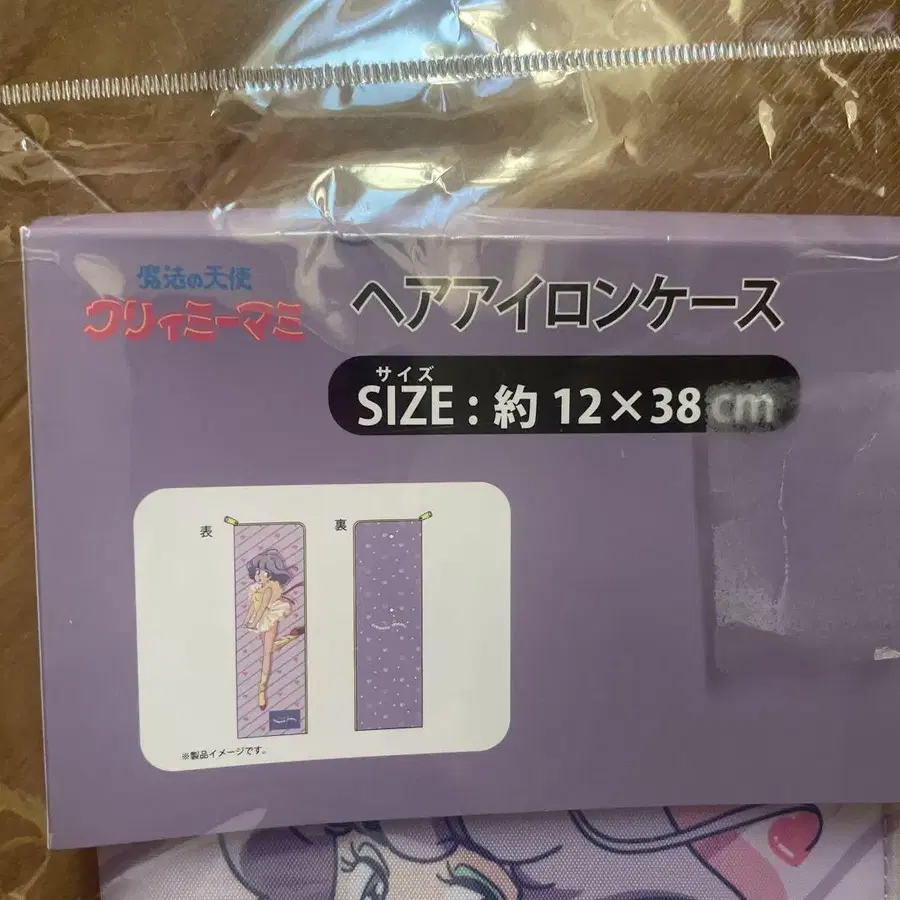 魔法の天使
クリィミーマミ
ヘアアイロンケース
サイズ
SIZE : 約 12×38 cm
表
裏
※製品イメージです。